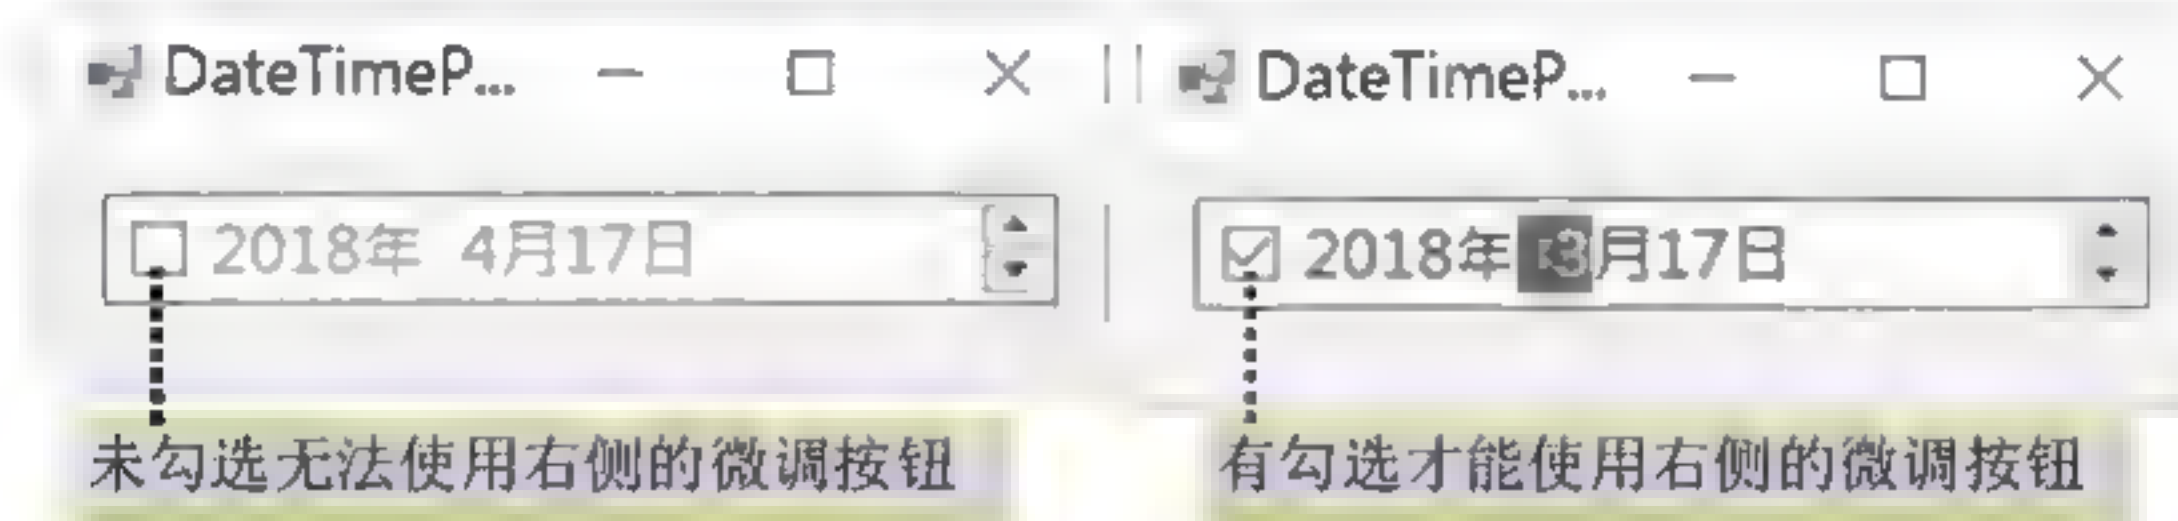 DateTimeP...
2018年 4月17日
未勾选无法使用右侧的微调按钮
DateTimeP...
2018年 3月17日
有勾选才能使用右侧的微调按钮